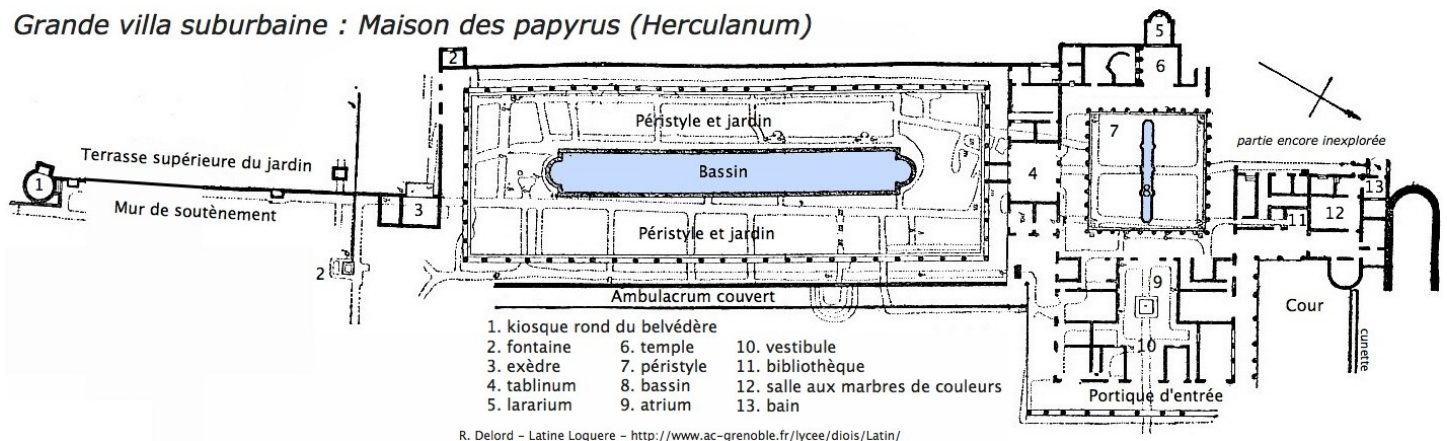 Grande villa suburbaine : Maison des papyrus (Herculanum)
5
2
6
Péristyle et jardin
7
partie encore inexplorée
Terrasse supérieure du jardin
Bassin
4
1
8
13
3
12
Mur de soutènement
11
Péristyle et jardin
2
9
Ambulacrum couvert
Cour
10
cunette
Portique d'entrée
1. kiosque rond du belvédère
2. fontaine
3. exèdre
4. tablinum
5. lararium
6. temple
7. péristyle
8. bassin
9. atrium
10. vestibule
11. bibliothèque
12. salle aux marbres de couleurs
13. bain
R. Delord – Latine Loquere – http://www.ac-grenoble.fr/lycee/diois/Latin/